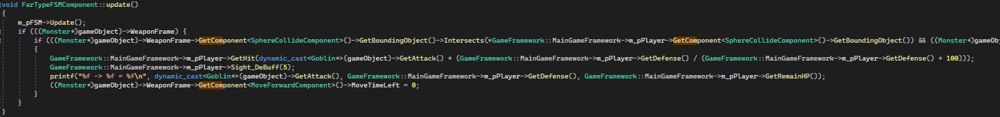 void FarTypeFSMComponent::update()
{
m_pFSM->Update();
if (((Monster*)gameObject)->WeaponFrame) {
if (((Monster*)gameObject)->WeaponFrame->GetComponent<SphereCollideComponent>()->GetBoundingObject()->Intersects(*GameFramework::MainGameFramework->m_pPlayer->GetComponent<SphereCollideComponent>()->GetBoundingObject()) && ((Monster*)gameObj
{
GameFramework::MainGameFramework->m_pPlayer->GetHit(dynamic_cast<Goblin*>(gameObject)->GetAttack() * (GameFramework::MainGameFramework->m_pPlayer->GetDefense() / (GameFramework::MainGameFramework->m_pPlayer->GetDefense() + 100)));
GameFramework::MainGameFramework->m_pPlayer->Sight_DeBuff(5);
printf("%f -> %f = %f\n", dynamic_cast<Goblin*>(gameObject)->GetAttack(), GameFramework::MainGameFramework->m_pPlayer->GetDefense(), GameFramework::MainGameFramework->m_pPlayer->GetRemainHP());
((Monster*)gameObject)->WeaponFrame->GetComponent<MoveForwardComponent>()->MoveTimeLeft = 0;
}
}
}